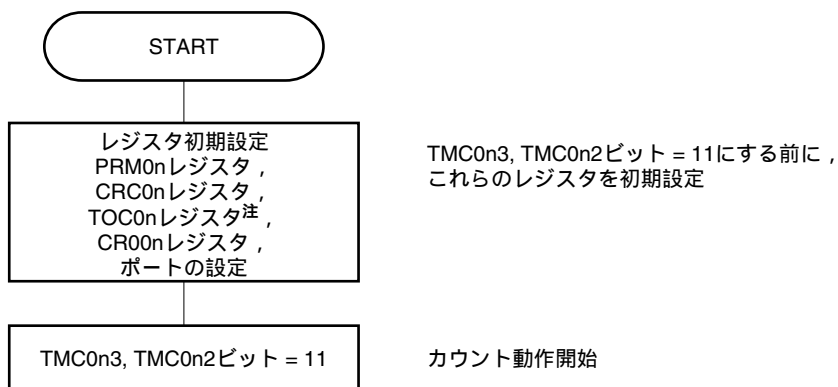 START
レジスタ初期設定
PRM0nレジスタ，
CRC0nレジスタ，
TOC0nレジスタ注，
CR00nレジスタ，
ポートの設定
TMC0n3, TMC0n2ビット = 11にする前に，
これらのレジスタを初期設定
TMC0n3, TMC0n2ビット = 11
カウント動作開始